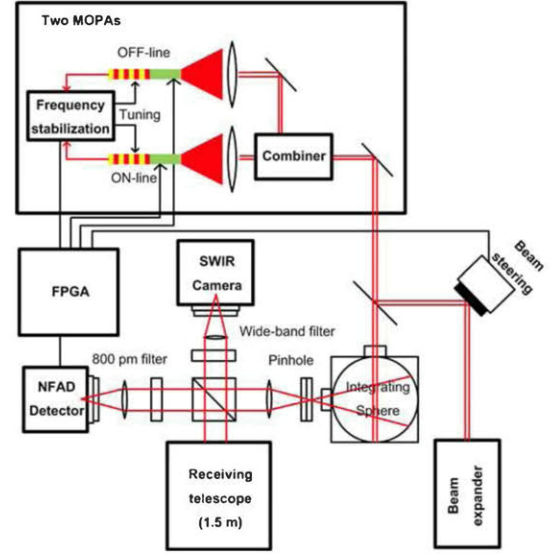 Two MOPAs
OFF-line
Frequency
stabilization
Tuning
ON-line
Combiner
Beam
steering
FPGA
SWIR
Camera
Wide-band filter
800 pm filter
Pinhole
NFAD
Detector
Integrating
Sphere
Receiving
telescope
(1.5 m)
Beam
expander